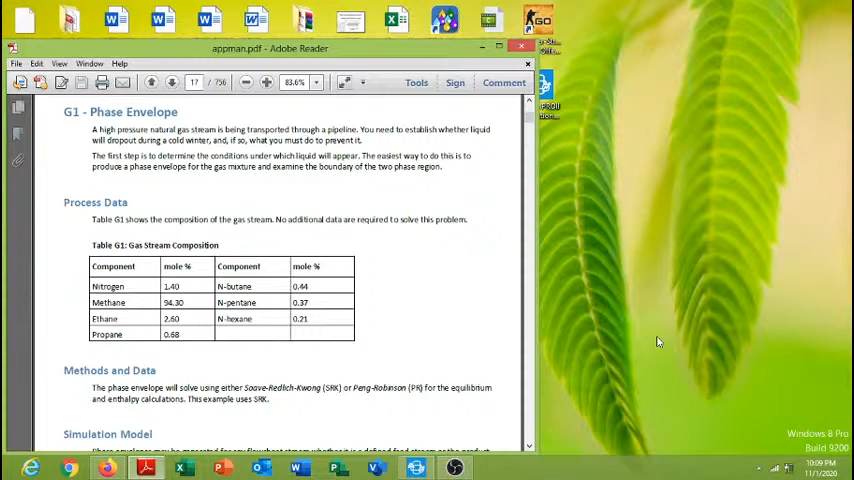 appman.pdf - Adobe Reader
File Edit View Window Help
17 / 756 83.6% Tools Sign Comment
G1 - Phase Envelope
A high pressure natural gas stream is being transported through a pipeline. You need to establish whether liquid
will dropout during a cold winter, and, if so, what you must do to prevent it.
The first step is to determine the conditions under which liquid will appear. The easiest way to do this is to
produce a phase envelope for the gas mixture and examine the boundary of the two phase region.
Process Data
Table G1 shows the composition of the gas stream. No additional data are required to solve this problem.
Table G1: Gas Stream Composition
Component mole % Component mole %
Nitrogen 1.40 N-butane 0.44
Methane 94.30 N-pentane 0.37
Ethane 2.60 N-hexane 0.21
Propane 0.68
Methods and Data
The phase envelope will solve using either Soave-Redlich-Kwong (SRK) or Peng-Robinson (PR) for the equilibrium
and enthalpy calculations. This example uses SRK.
Simulation Model
GO
Windows 8 Pro
Build 9200
10:09 PM
11/1/2020